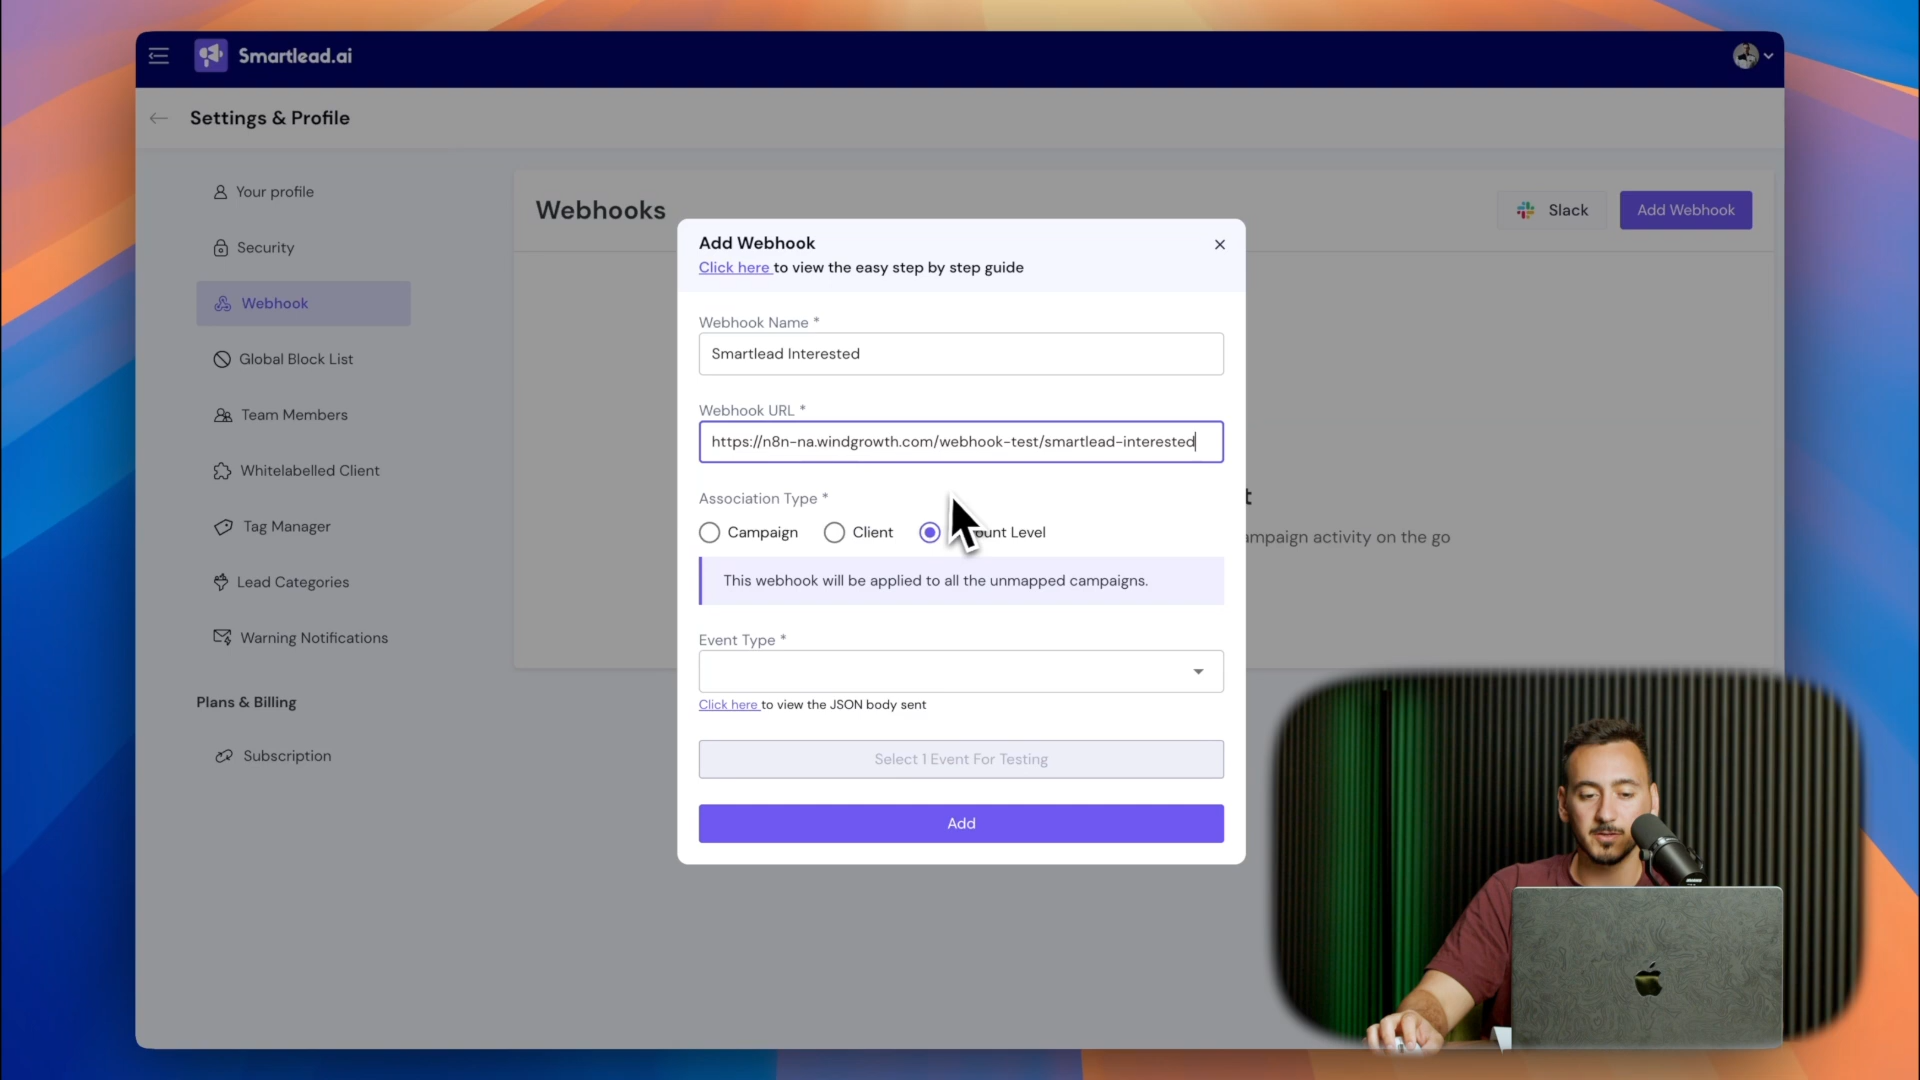 Smartlead.ai
Settings & Profile
Your profile
Security
Webhook
Global Block List
Team Members
Whitelabelled Client
Tag Manager
Lead Categories
Warning Notifications
Plans & Billing
Subscription
Webhooks
Slack
Add Webhook
Add Webhook
Click here to view the easy step by step guide
Webhook Name *
Smartlead Interested
Webhook URL *
https://n8n-na.windgrowth.com/webhook-test/smartlead-interested
Association Type *
Campaign
Client
unt Level
This webhook will be applied to all the unmapped campaigns.
Event Type *
Click here to view the JSON body sent
Select 1 Event For Testing
Add
t
ampaign activity on the go